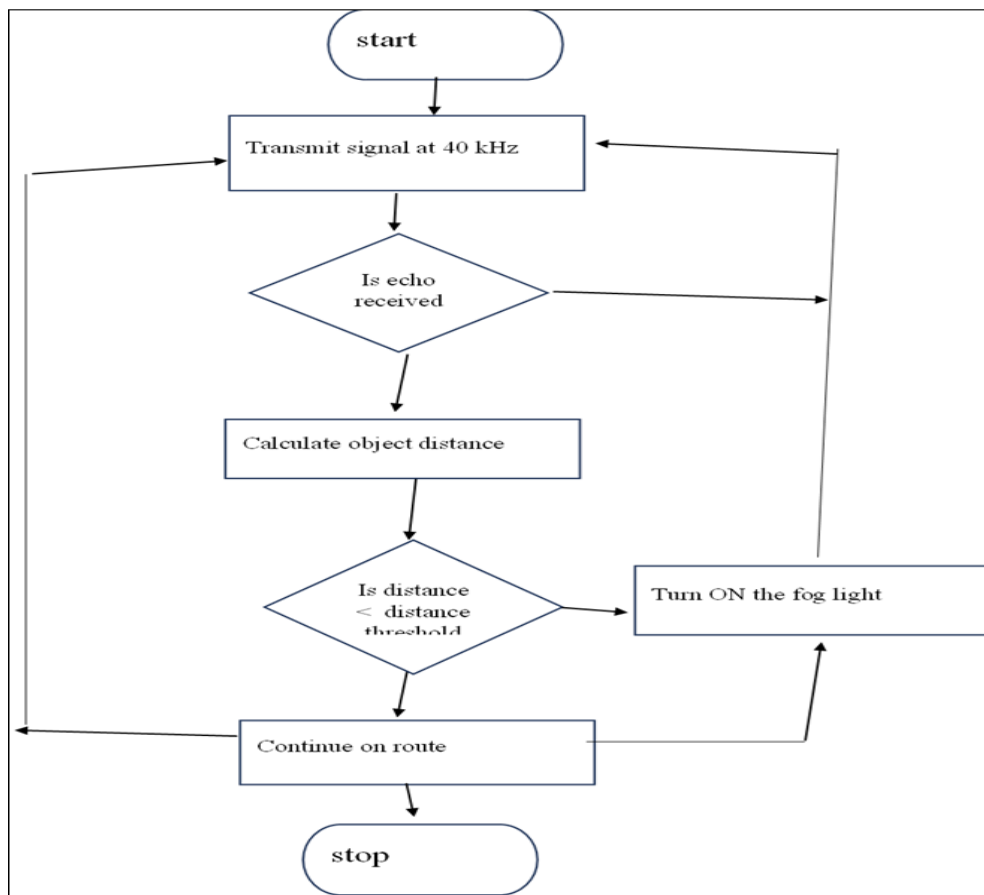 start
Transmit signal at 40 kHz
Is echo
received
Calculate object distance
Is distance
< distance
threshold
Turn ON the fog light
Continue on route
stop